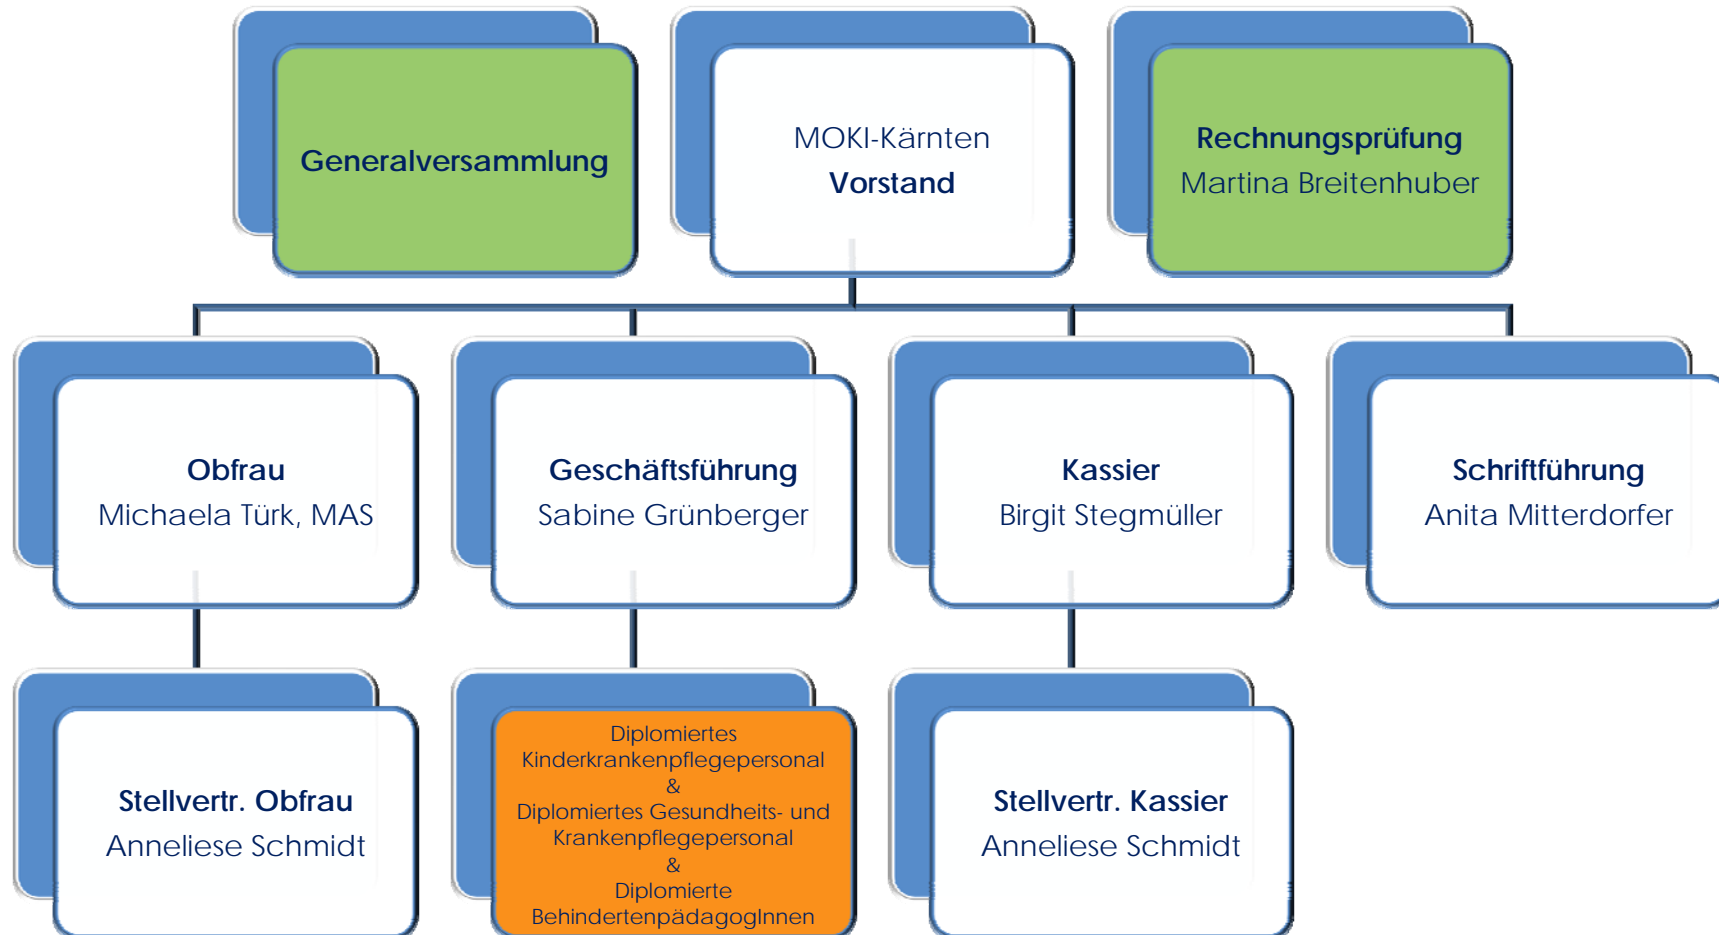 Generalversammlung
MOKI-Kärnten
Vorstand
Rechnungsprüfung
Martina Breitenhuber
Obfrau
Michaela Türk, MAS
Geschäftsführung
Sabine Grünberger
Kassier
Birgit Stegmüller
Schriftführung
Anita Mitterdorfer
Stellvertr. Obfrau
Anneliese Schmidt
Diplomiertes
Kinderkrankenpflegepersonal
&
Diplomiertes Gesundheits- und
Krankenpflegepersonal
&
Diplomierte
BehindertenpädagogInnen
Stellvertr. Kassier
Anneliese Schmidt